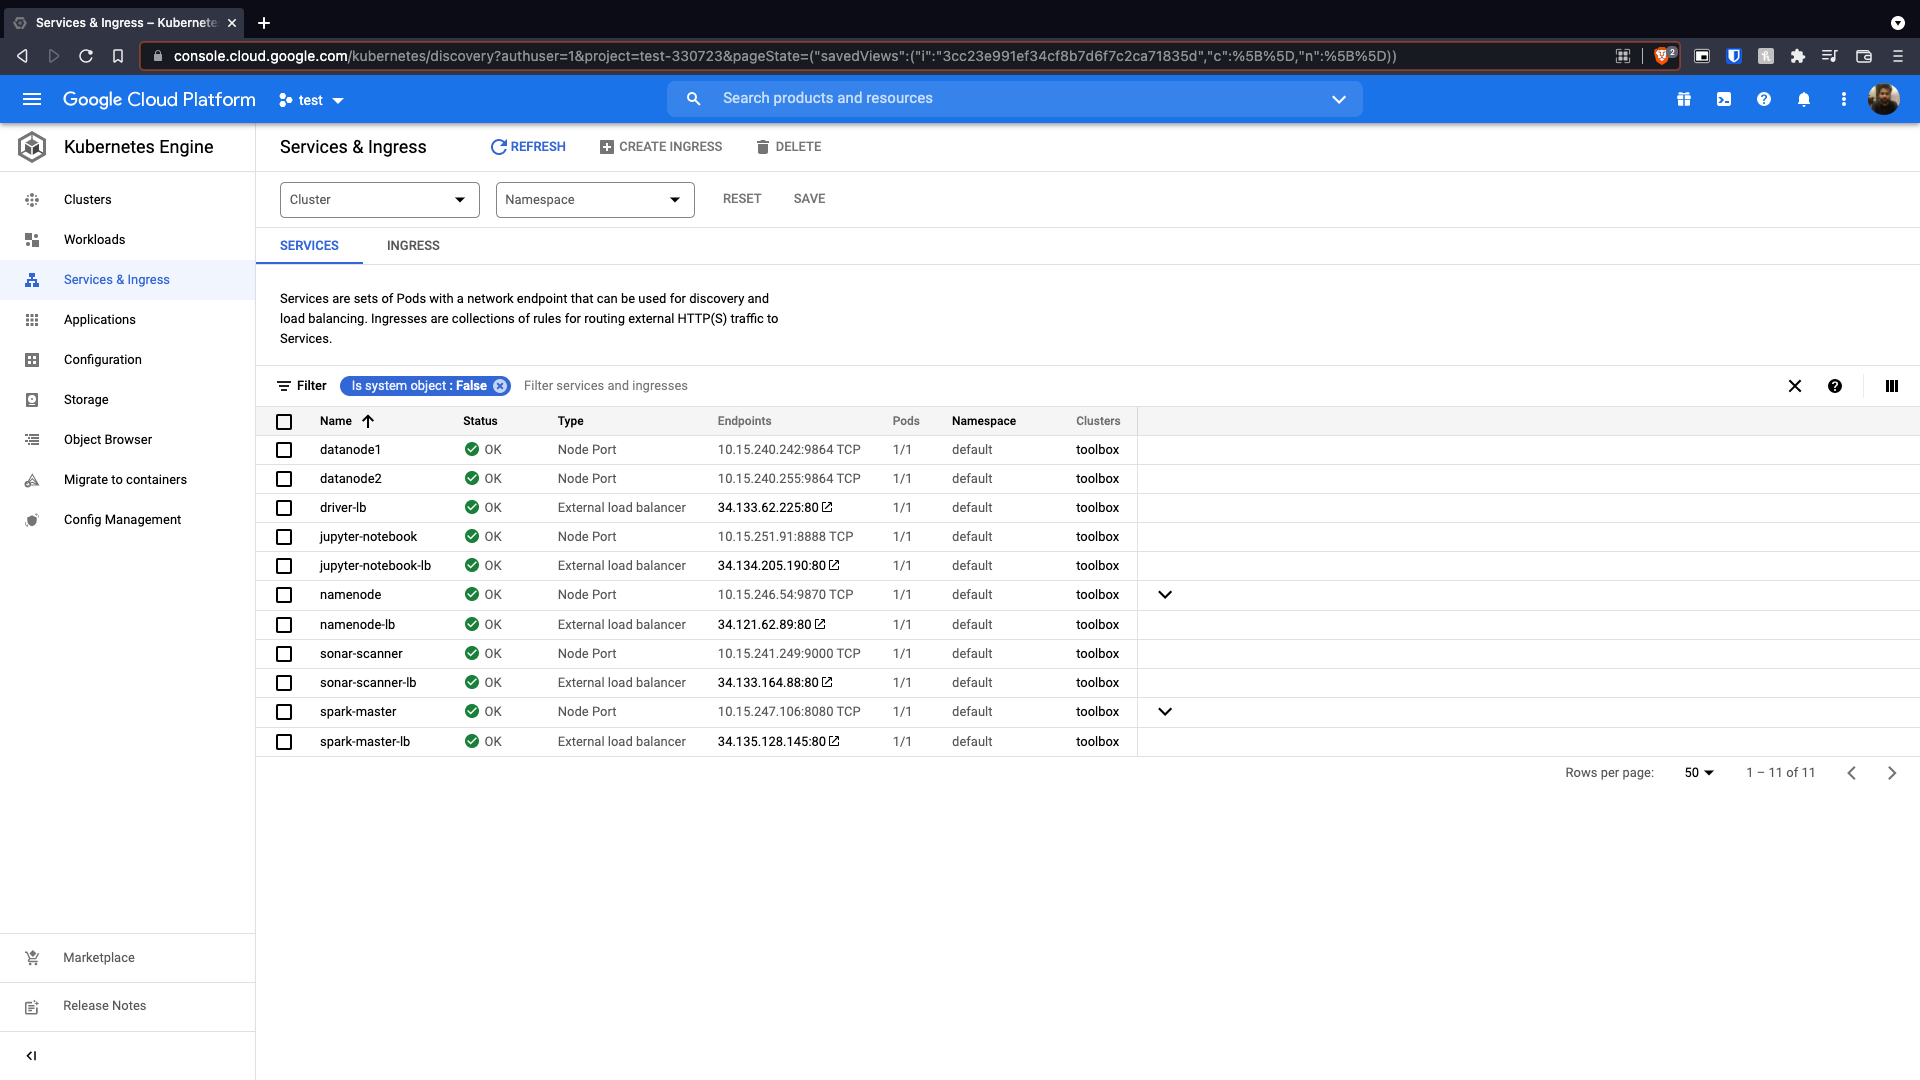 Services & Ingress – Kubernete
console.cloud.google.com/kubernetes/discovery?authuser=1&project=test-330723&pageState=("savedViews":("i":"3cc23e991ef34cf8b7d6f7c2ca71835d","c":%5B%5D,"n":%5B%5D))
2
Google Cloud Platform
test
Search products and resources
Kubernetes Engine
Services & Ingress
REFRESH
CREATE INGRESS
DELETE
Clusters
Workloads
Services & Ingress
Applications
Configuration
Storage
Object Browser
Migrate to containers
Config Management
Marketplace
Release Notes
Cluster
Namespace
RESET
SAVE
SERVICES
INGRESS
Services are sets of Pods with a network endpoint that can be used for discovery and
load balancing. Ingresses are collections of rules for routing external HTTP(S) traffic to
Services.
Filter
Is system object : False
Filter services and ingresses
Name Status Type Endpoints Pods Namespace Clusters
datanode1 OK Node Port 10.15.240.242:9864 TCP 1/1 default toolbox
datanode2 OK Node Port 10.15.240.255:9864 TCP 1/1 default toolbox
driver-lb OK External load balancer 34.133.62.225:80 1/1 default toolbox
jupyter-notebook OK Node Port 10.15.251.91:8888 TCP 1/1 default toolbox
jupyter-notebook-lb OK External load balancer 34.134.205.190:80 1/1 default toolbox
namenode OK Node Port 10.15.246.54:9870 TCP 1/1 default toolbox
namenode-lb OK External load balancer 34.121.62.89:80 1/1 default toolbox
sonar-scanner OK Node Port 10.15.241.249:9000 TCP 1/1 default toolbox
sonar-scanner-lb OK External load balancer 34.133.164.88:80 1/1 default toolbox
spark-master OK Node Port 10.15.247.106:8080 TCP 1/1 default toolbox
spark-master-lb OK External load balancer 34.135.128.145:80 1/1 default toolbox
Rows per page: 50 1 – 11 of 11